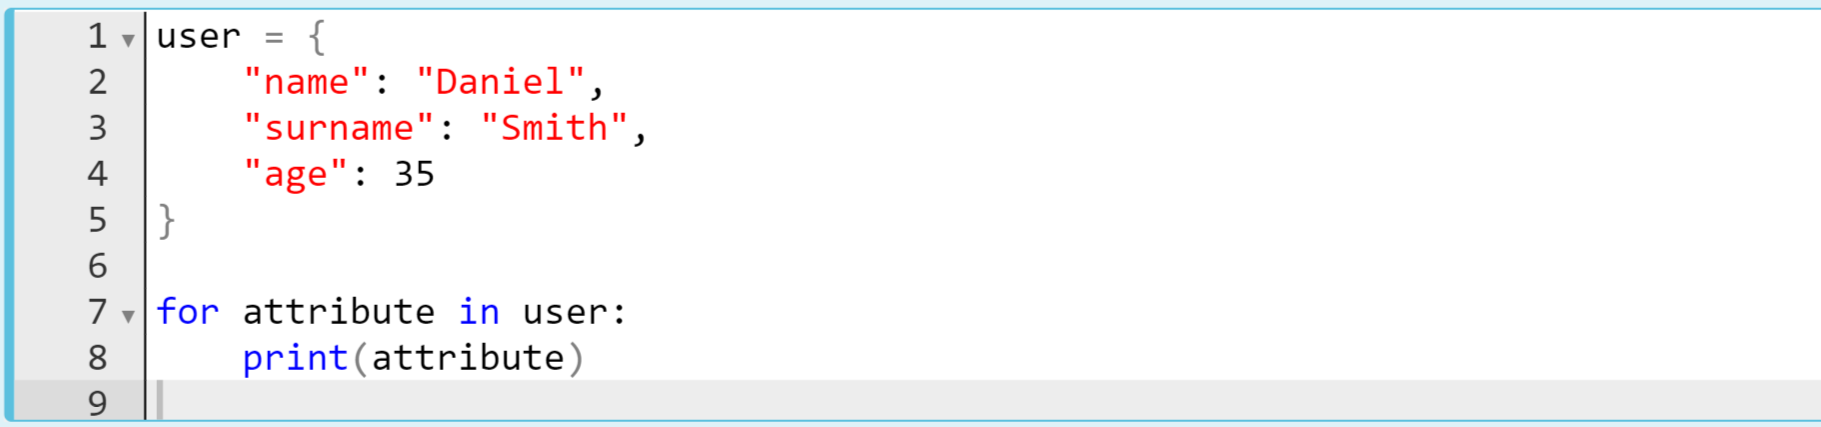 1 user = {
2     "name": "Daniel",
3     "surname": "Smith",
4     "age": 35
5 }
6
7 for attribute in user:
8     print(attribute)
9